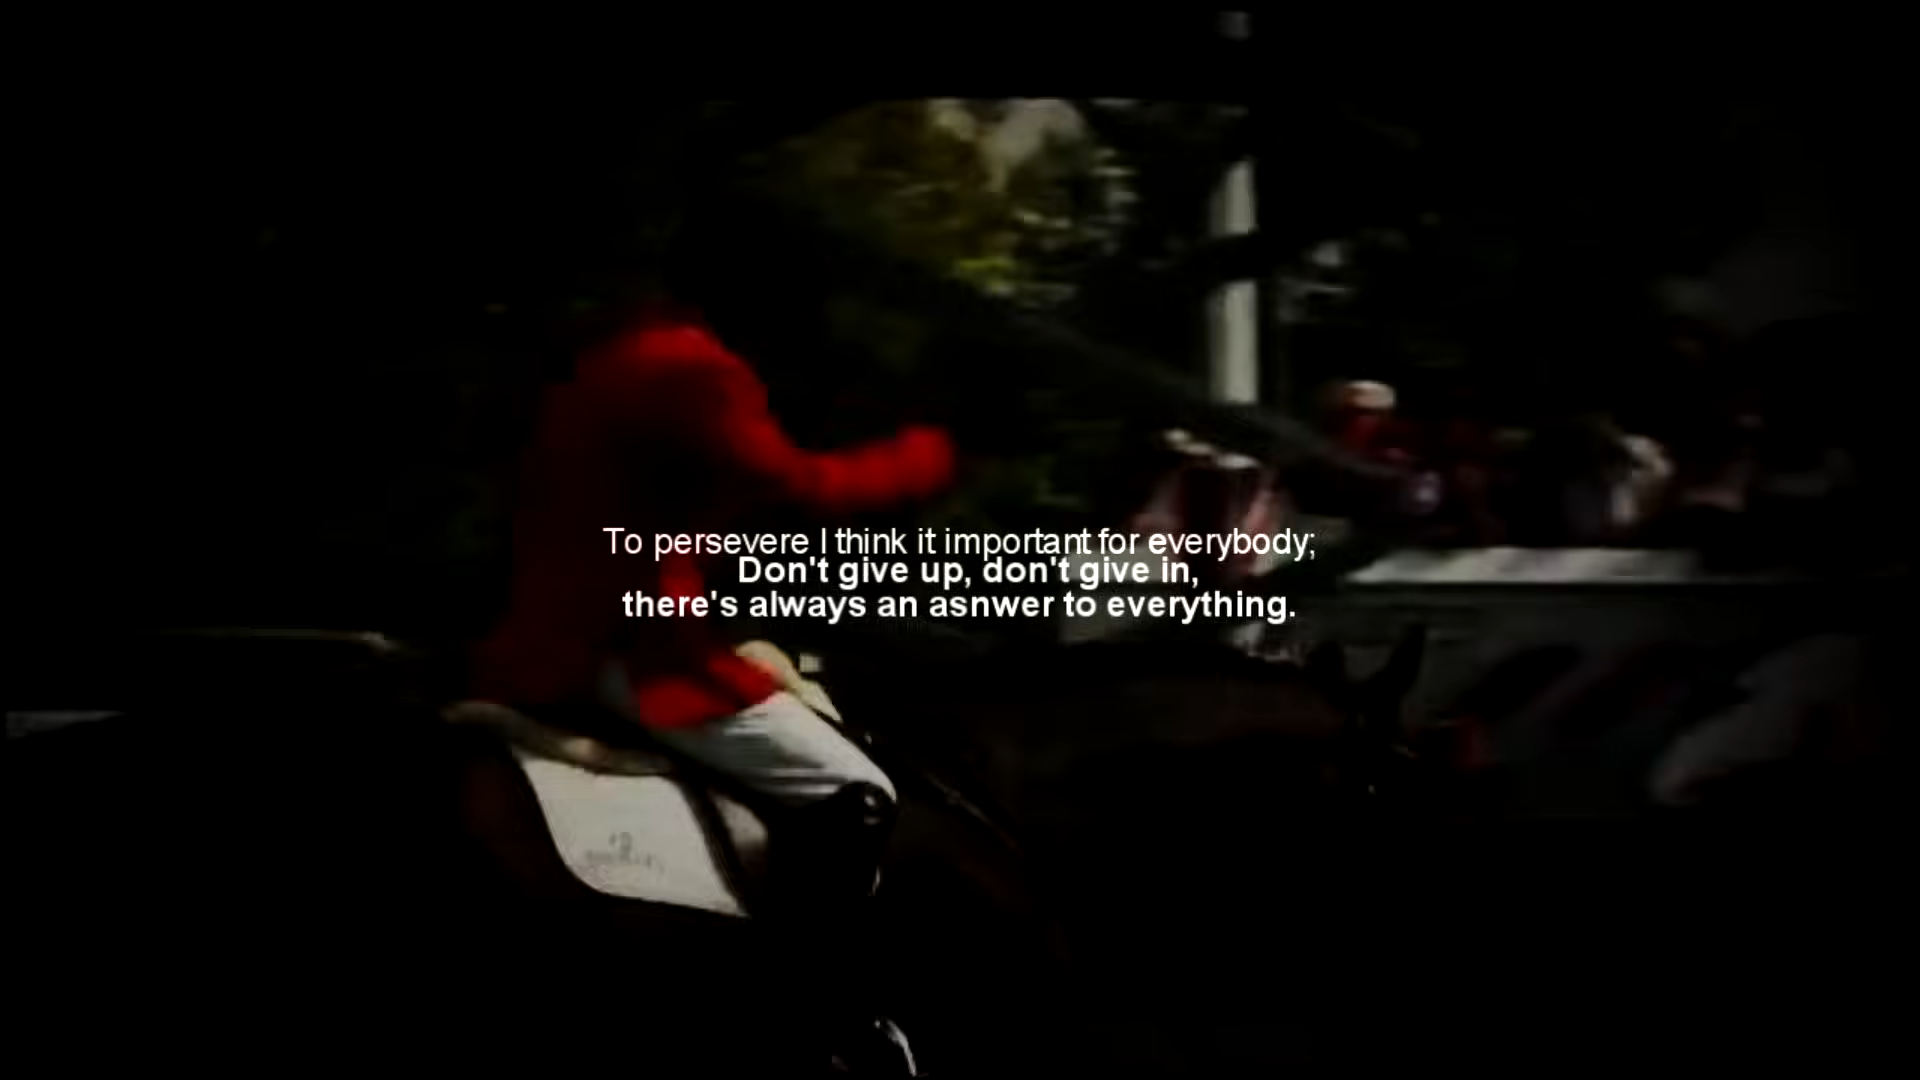 To persevere I think it important for everybody;
Don't give up, don't give in,
there's always an asnwer to everything.